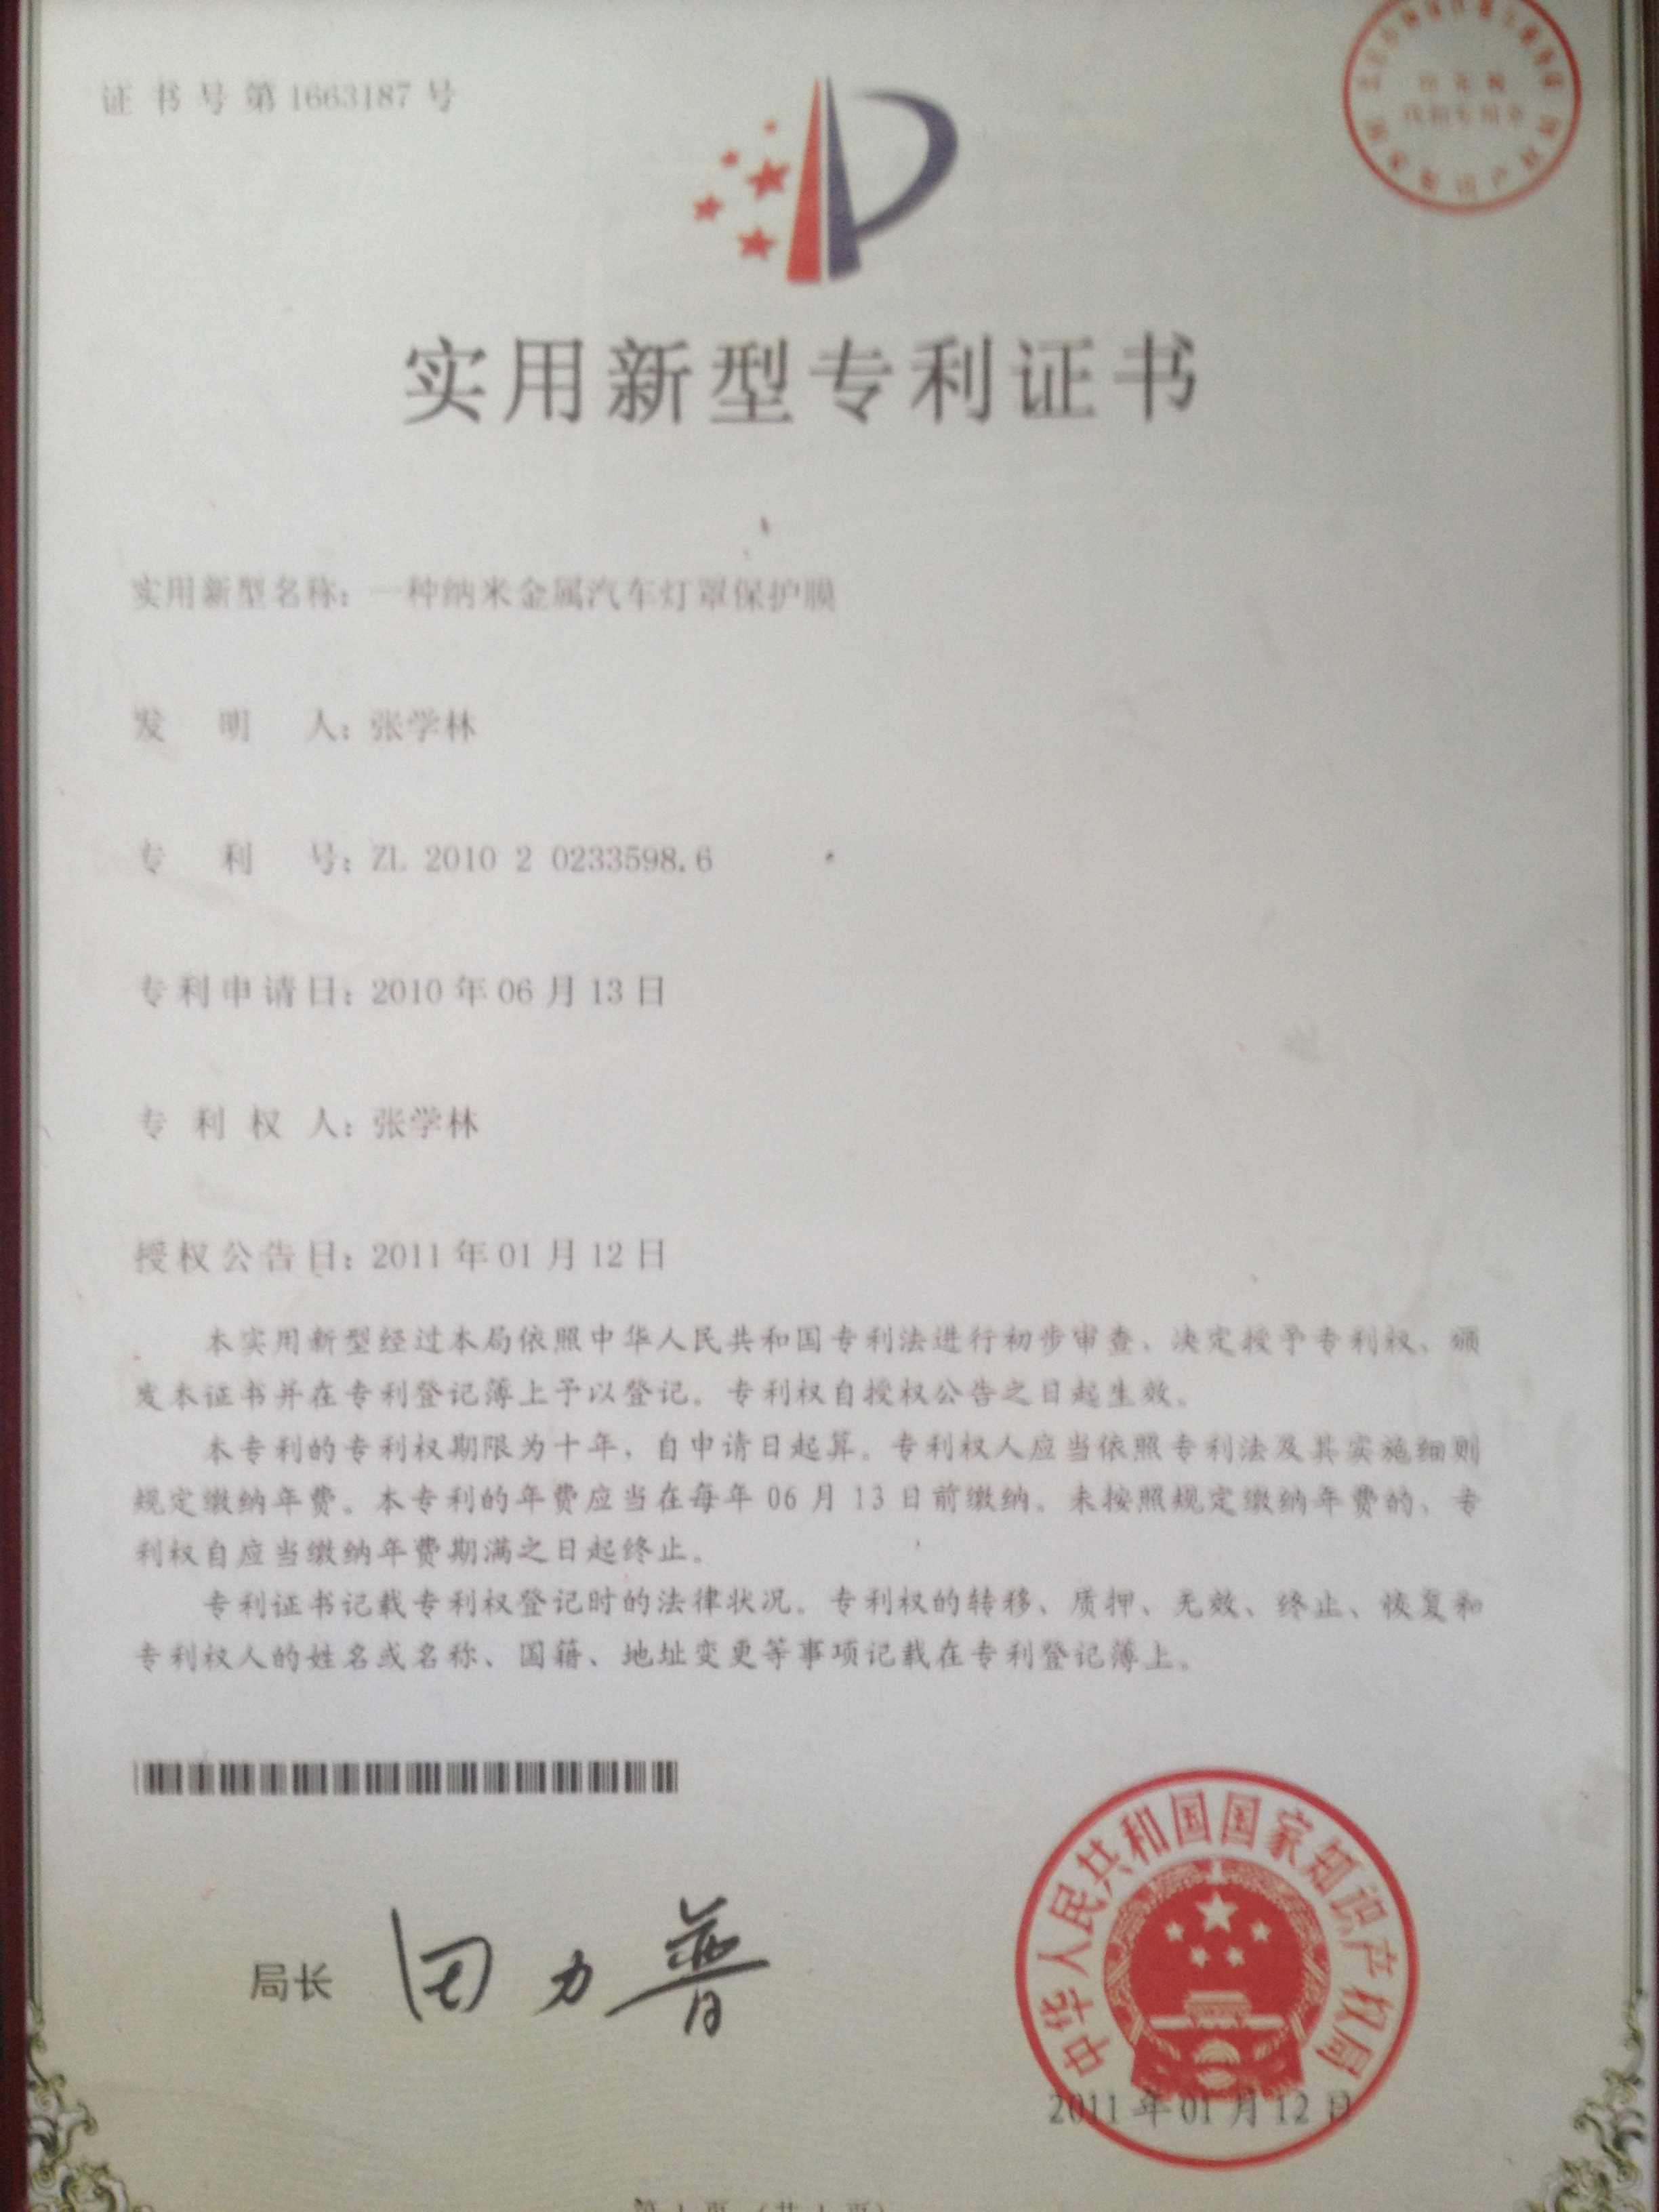 证书号第1663187号
印花税
代扣专用章
实用新型专利证书
实用新型名称：一种纳米金属汽车灯罩保护膜
发明人：张学林
专利号：ZL 2010 2 0233598.6
专利申请日：2010年06月13日
专利权人：张学林
授权公告日：2011年01月12日
本实用新型经过本局依照中华人民共和国专利法进行初步审查，决定授予专利权，颁
发本证书并在专利登记簿上予以登记。专利权自授权公告之日起生效。
本专利的专利权期限为十年，自申请日起算。专利权人应当依照专利法及其实施细则
规定缴纳年费。本专利的年费应当在每年06月13日前缴纳。未按照规定缴纳年费的，专
利权自应当缴纳年费期满之日起终止。
专利证书记载专利权登记时的法律状况。专利权的转移、质押、无效、终止、恢复和
专利权人的姓名或名称、国籍、地址变更等事项记载在专利登记簿上。
局长 田力普
中华人民共和国国家知识产权局
2011年01月12日
第1页（共1页）